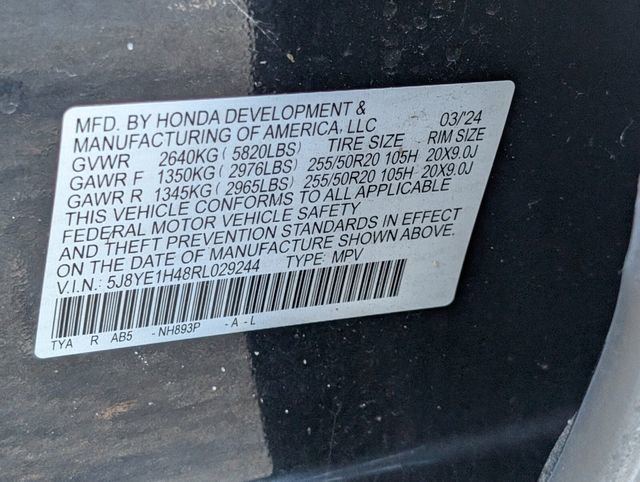 MFD. BY HONDA DEVELOPMENT & 03/'24
MANUFACTURING OF AMERICA, LLC TIRE SIZE RIM SIZE
GVWR 2640KG ( 5820LBS)
GAWR F 1350KG ( 2976LBS) 255/50R20 105H 20X9.0J
GAWR R 1345KG ( 2965LBS) 255/50R20 105H 20X9.0J
THIS VEHICLE CONFORMS TO ALL APPLICABLE
FEDERAL MOTOR VEHICLE SAFETY
AND THEFT PREVENTION STANDARDS IN EFFECT
ON THE DATE OF MANUFACTURE SHOWN ABOVE.
V.I.N.: 5J8YE1H48RL029244 TYPE: MPV
TYA R AB5 -NH893P -A-L